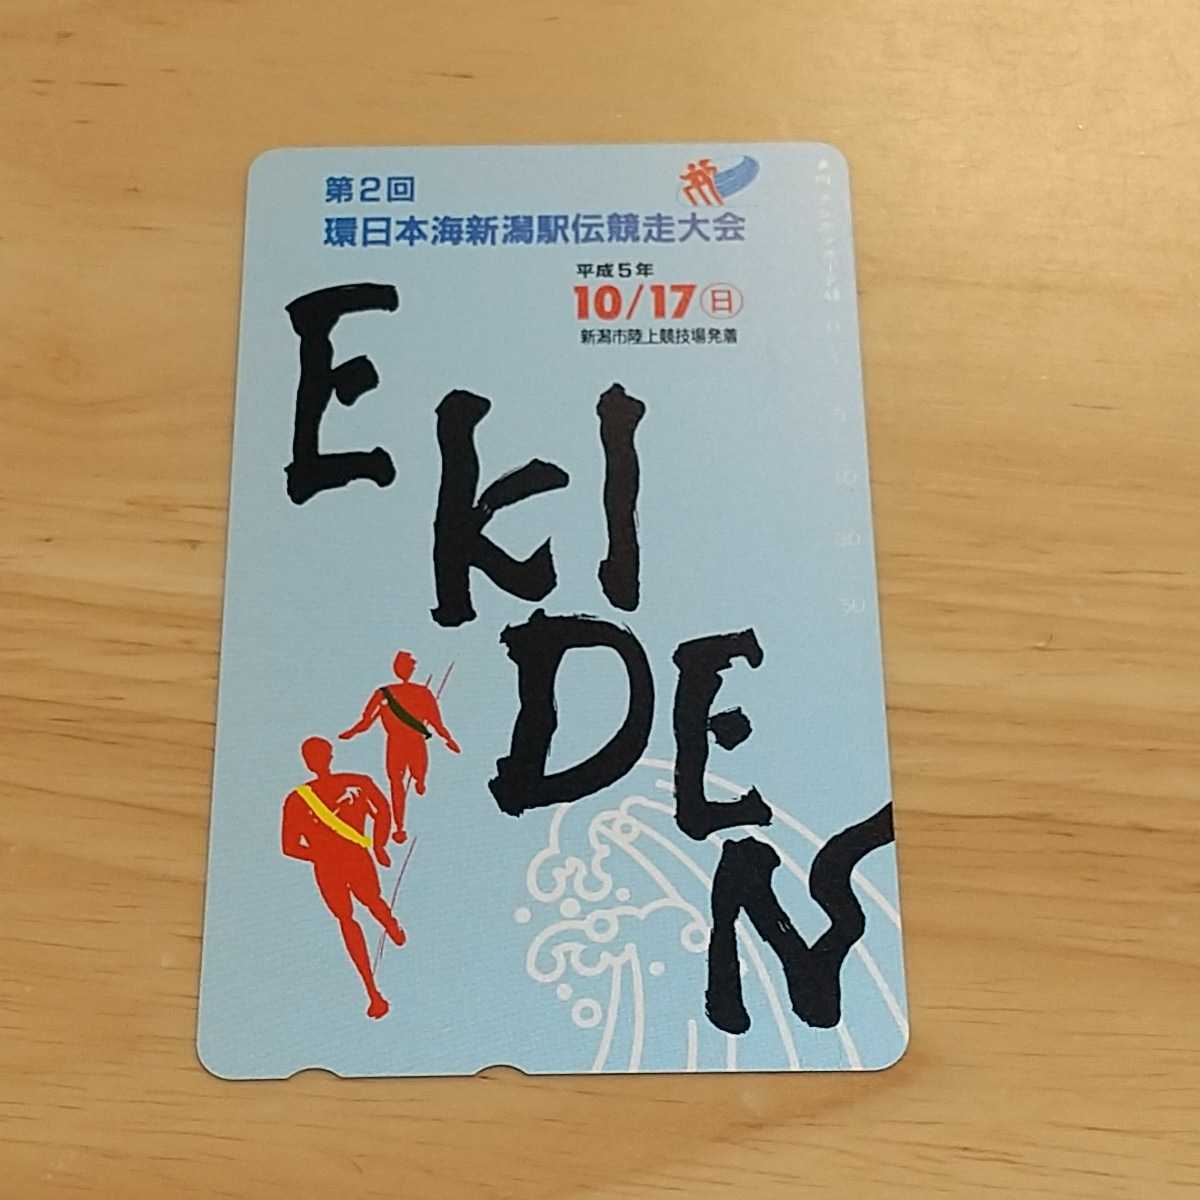 第2回
環日本海新潟駅伝競走大会
平成5年
10/17(日)
新潟市陸上競技場発着
EKIDEN
50